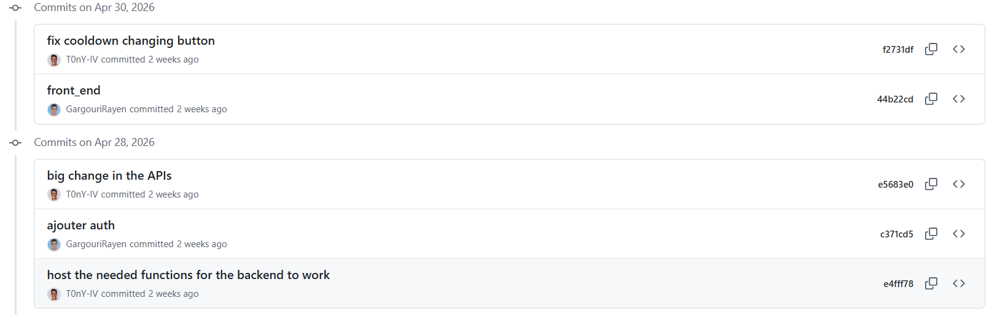 Commits on Apr 30, 2026
fix cooldown changing button
T0nY-IV committed 2 weeks ago
f2731df
front_end
GargouriRayen committed 2 weeks ago
44b22cd
Commits on Apr 28, 2026
big change in the APIs
T0nY-IV committed 2 weeks ago
e5683e0
ajouter auth
GargouriRayen committed 2 weeks ago
c371cd5
host the needed functions for the backend to work
T0nY-IV committed 2 weeks ago
e4fff78